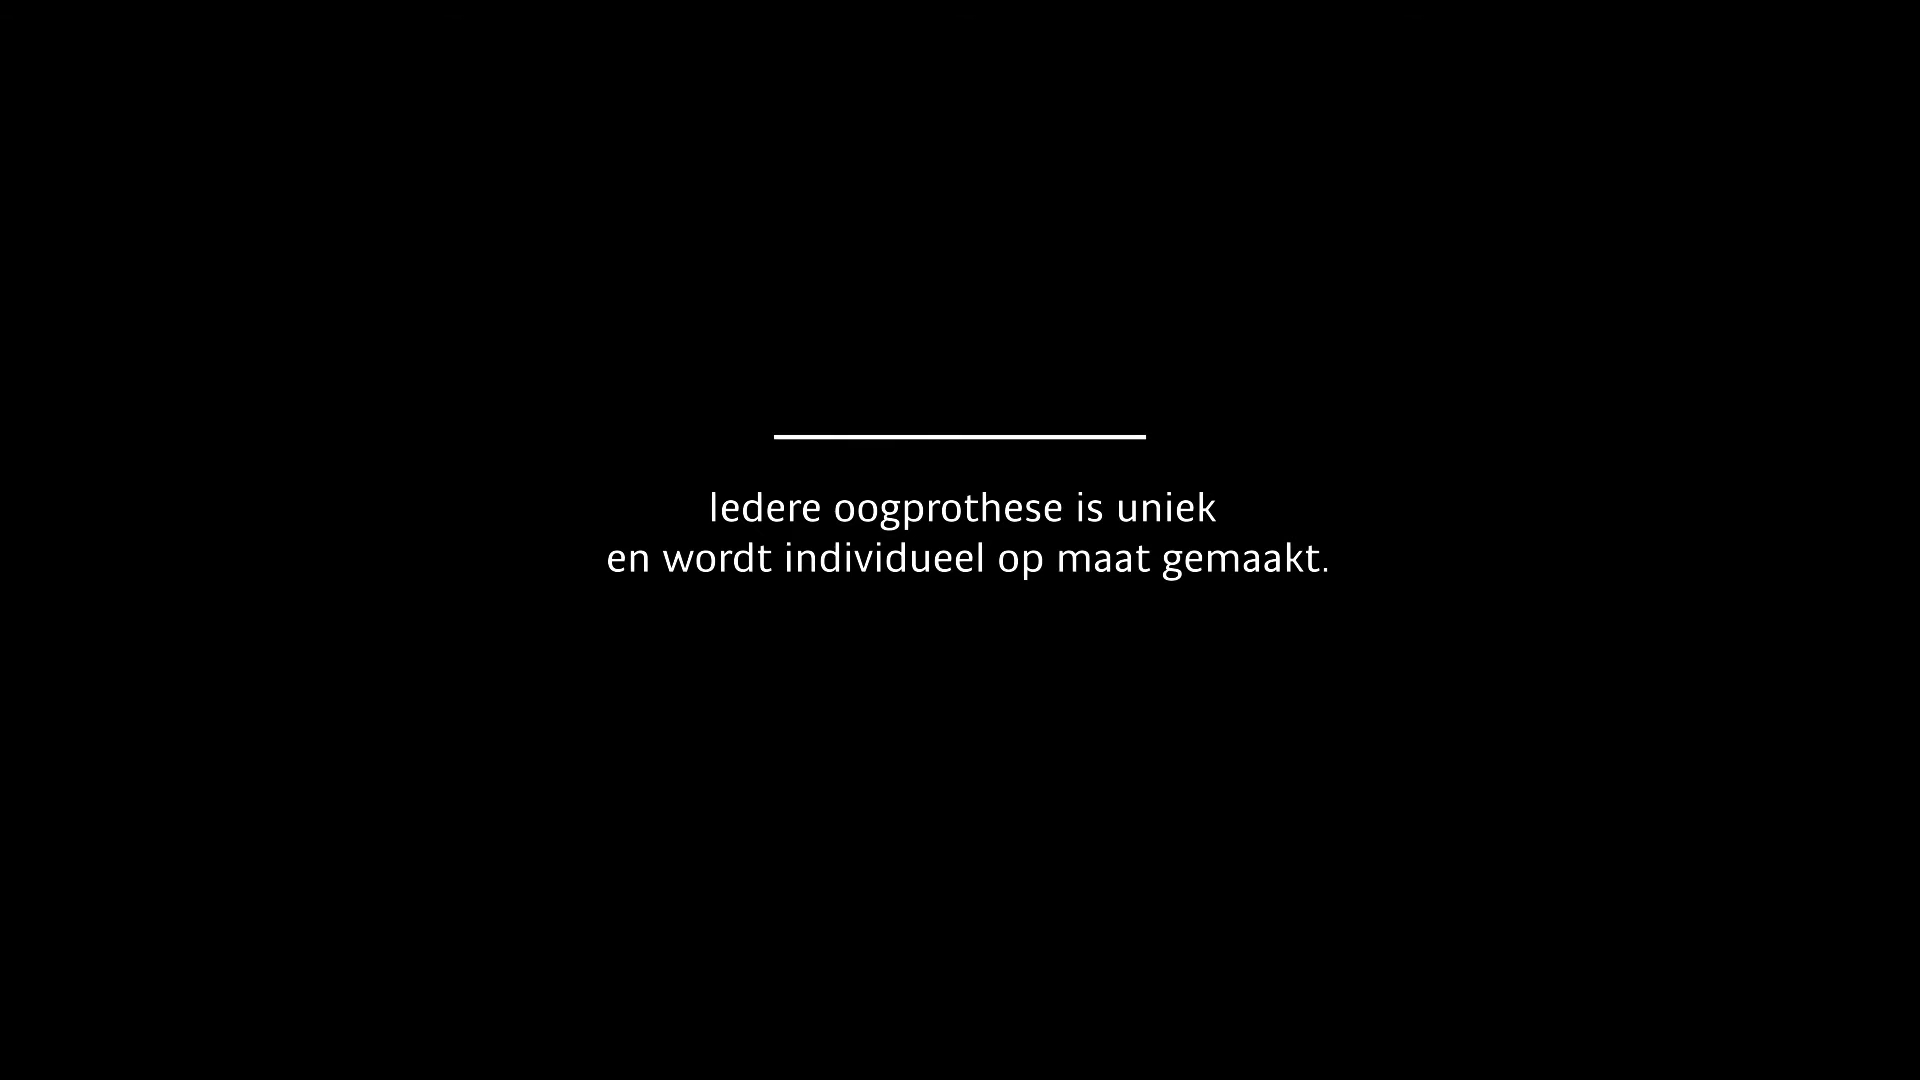 Iedere oogprothese is uniek
en wordt individueel op maat gemaakt.